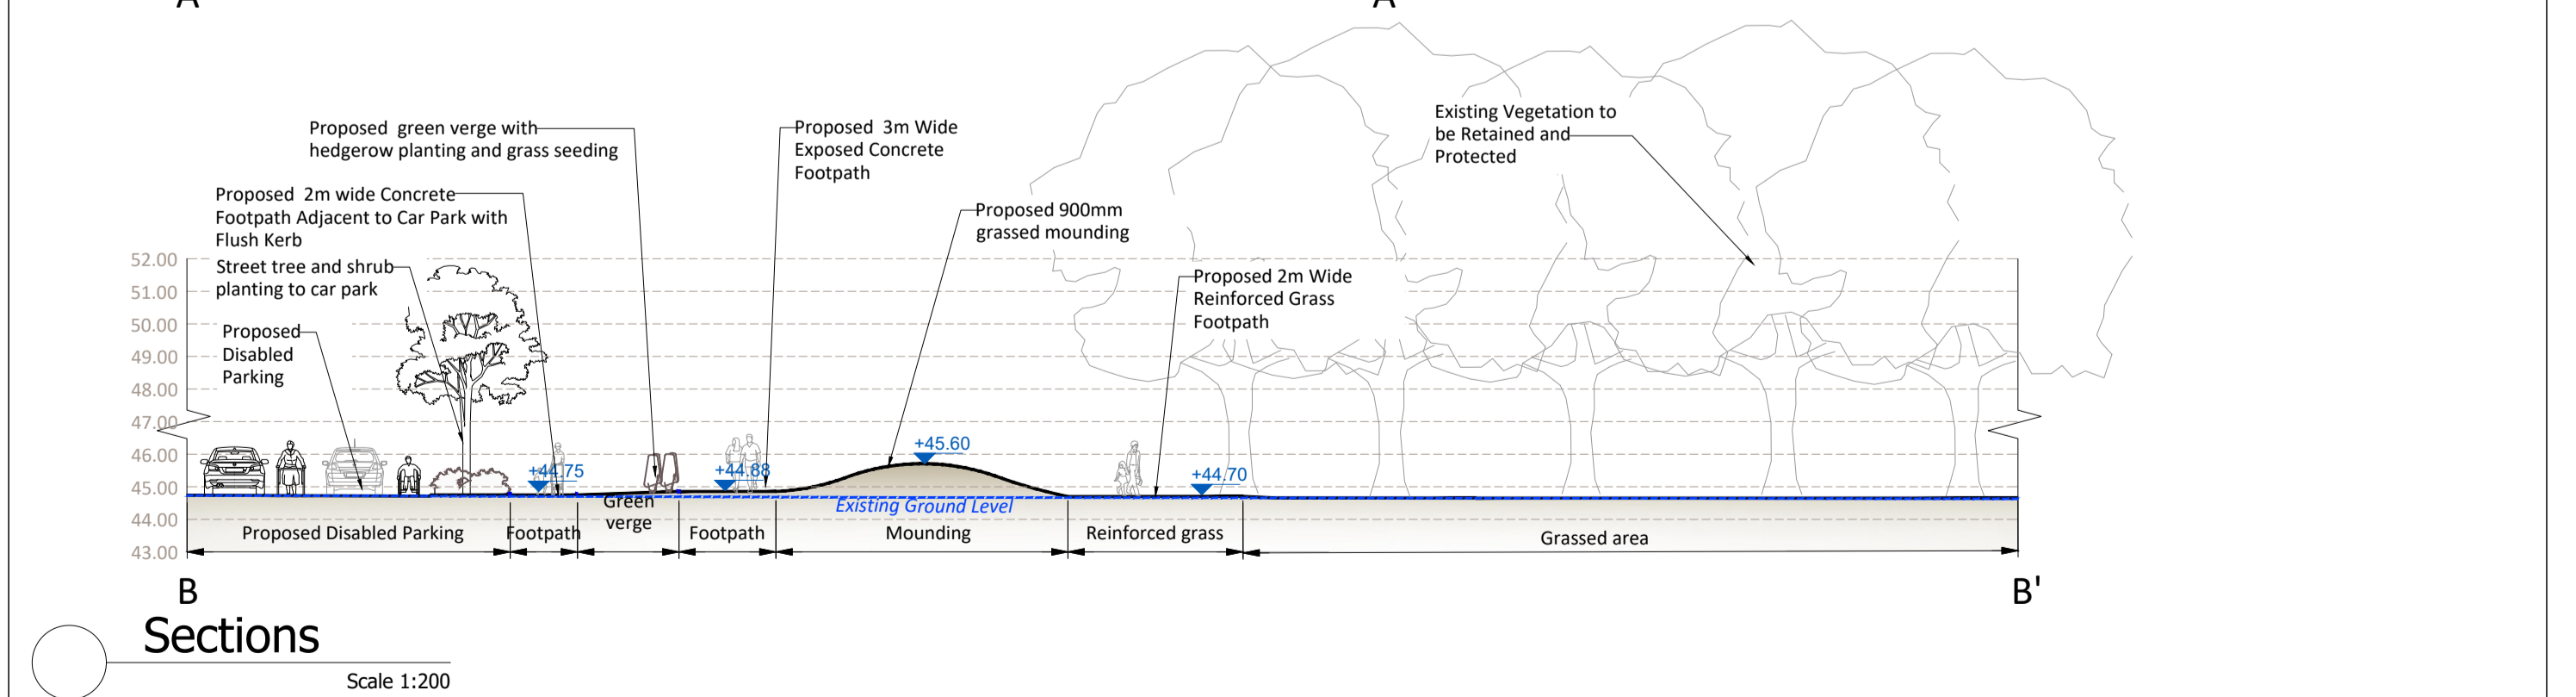 A
A'
Proposed green verge with
hedgerow planting and grass seeding
Proposed 3m Wide
Exposed Concrete
Footpath
Existing Vegetation to
be Retained and
Protected
Proposed 2m wide Concrete
Footpath Adjacent to Car Park with
Flush Kerb
Proposed 900mm
grassed mounding
Street tree and shrub
planting to car park
Proposed 2m Wide
Reinforced Grass
Footpath
Proposed
Disabled
Parking
52.00
51.00
50.00
49.00
48.00
47.00
46.00
45.00
44.00
43.00
+44.75
+44.88
+45.60
+44.70
Existing Ground Level
Proposed Disabled Parking
Footpath
Green
verge
Footpath
Mounding
Reinforced grass
Grassed area
B
B'
Sections
Scale 1:200